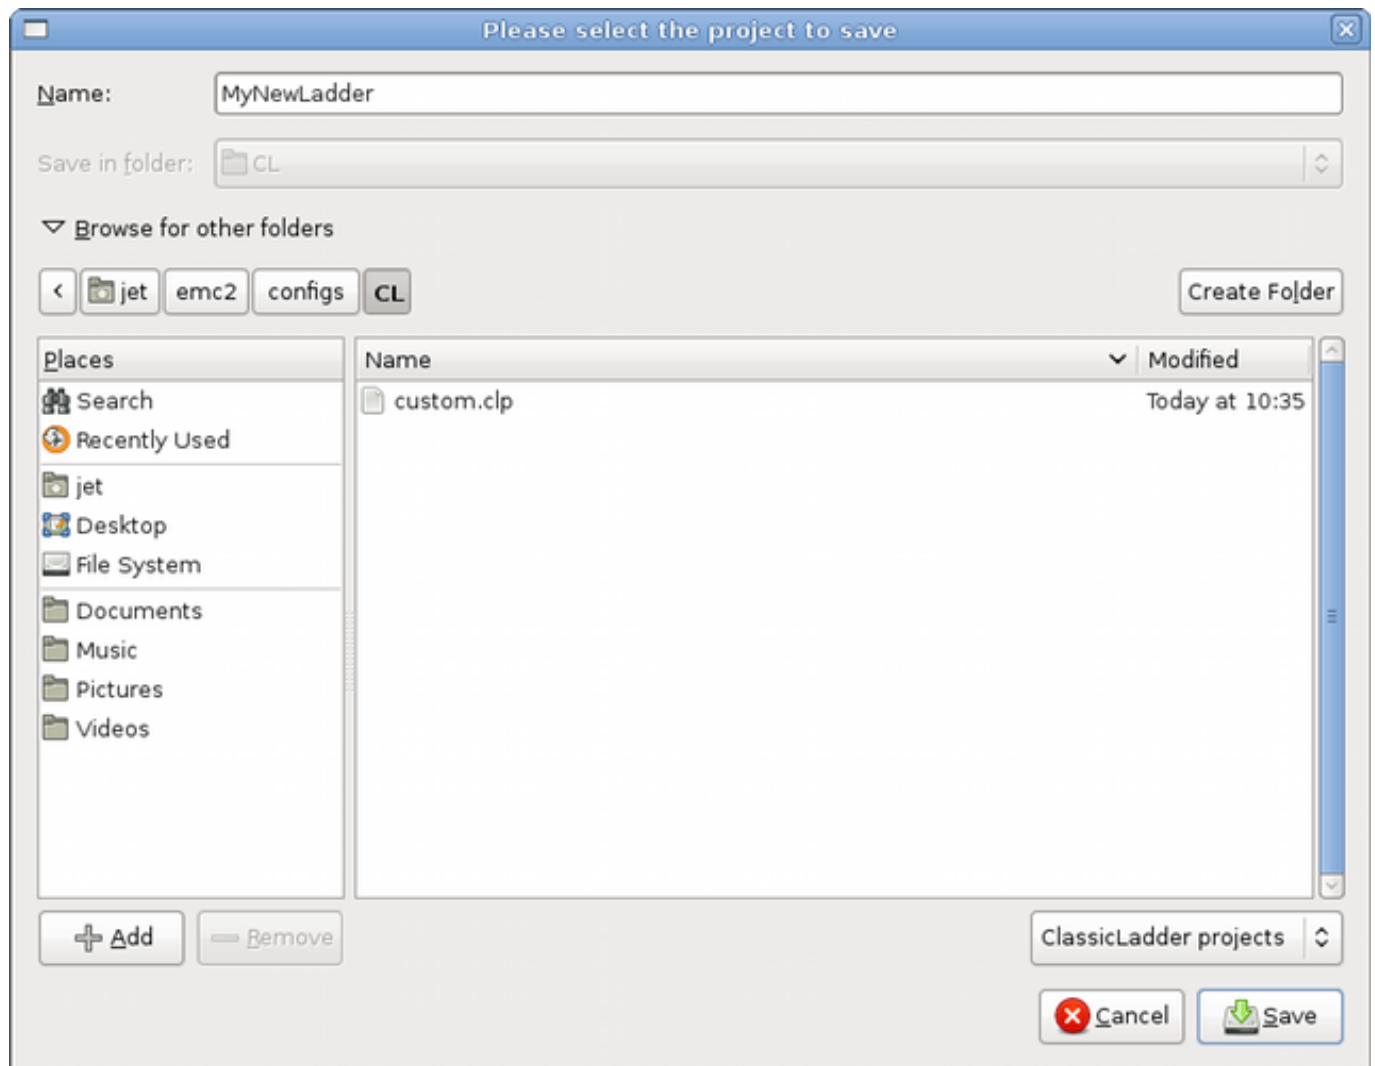 Please select the project to save
Name: MyNewLadder
Save in folder: CL
Browse for other folders
< jet emc2 configs CL Create Folder
Places Name Modified
Search custom.clp Today at 10:35
Recently Used
jet
Desktop
File System
Documents
Music
Pictures
Videos
Add Remove ClassicLadder projects
Cancel Save